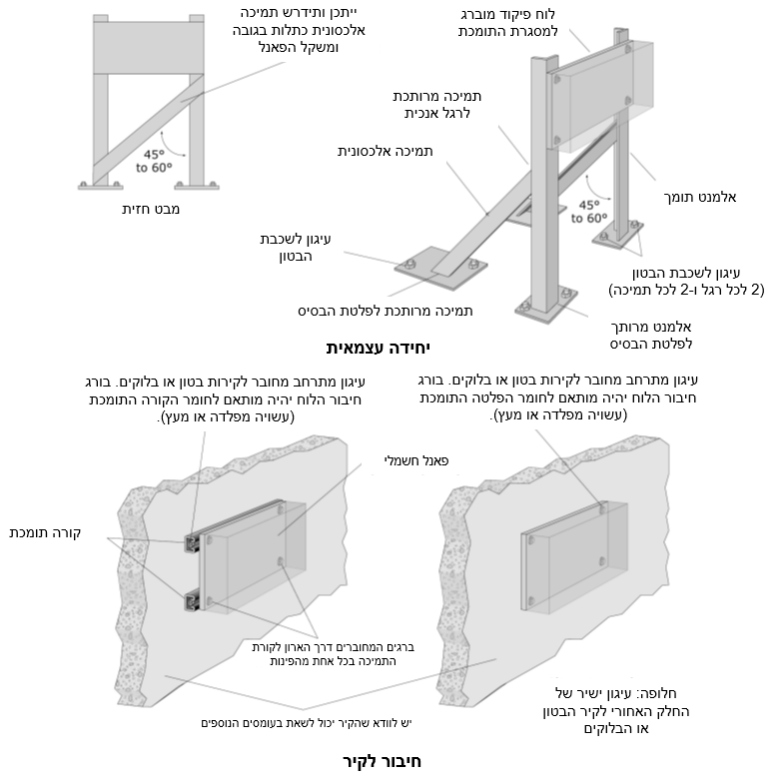 ייתכן ותידרש תמיכה
אלכסונית כתלות בגובה
ומשקל הפאנל
לוח פיקוד מוברג
למסגרת התומכת
תמיכה מרותכת
לרגל אנכית
תמיכה אלכסונית
45°
to 60°
מבט חזית
45°
to 60°
אלמנט תומך
עיגון לשכבת
הבטון
עיגון לשכבת הבטון
(2 לכל רגל ו-2 לכל תמיכה)
תמיכה מרותכת לפלטת הבסיס
אלמנט מרותך
לפלטת הבסיס
יחידה עצמאית
עיגון מתרחב מחובר לקירות בטון או בלוקים. בורג
חיבור הלוח יהיה מותאם לחומר הפלטה התומכת
(עשויה מפלדה או מעץ).
עיגון מתרחב מחובר לקירות בטון או בלוקים. בורג
חיבור הלוח יהיה מותאם לחומר הקורה התומכת
(עשויה מפלדה או מעץ).
פאנל חשמלי
קורה תומכת
ברגים המחוברים דרך הארון לקורת
התמיכה בכל אחת מהפינות
חלופה: עיגון ישיר של
החלק האחורי לקיר הבטון
או הבלוקים
יש לוודא שהקיר יכול לשאת בעומסים הנוספים
חיבור לקיר